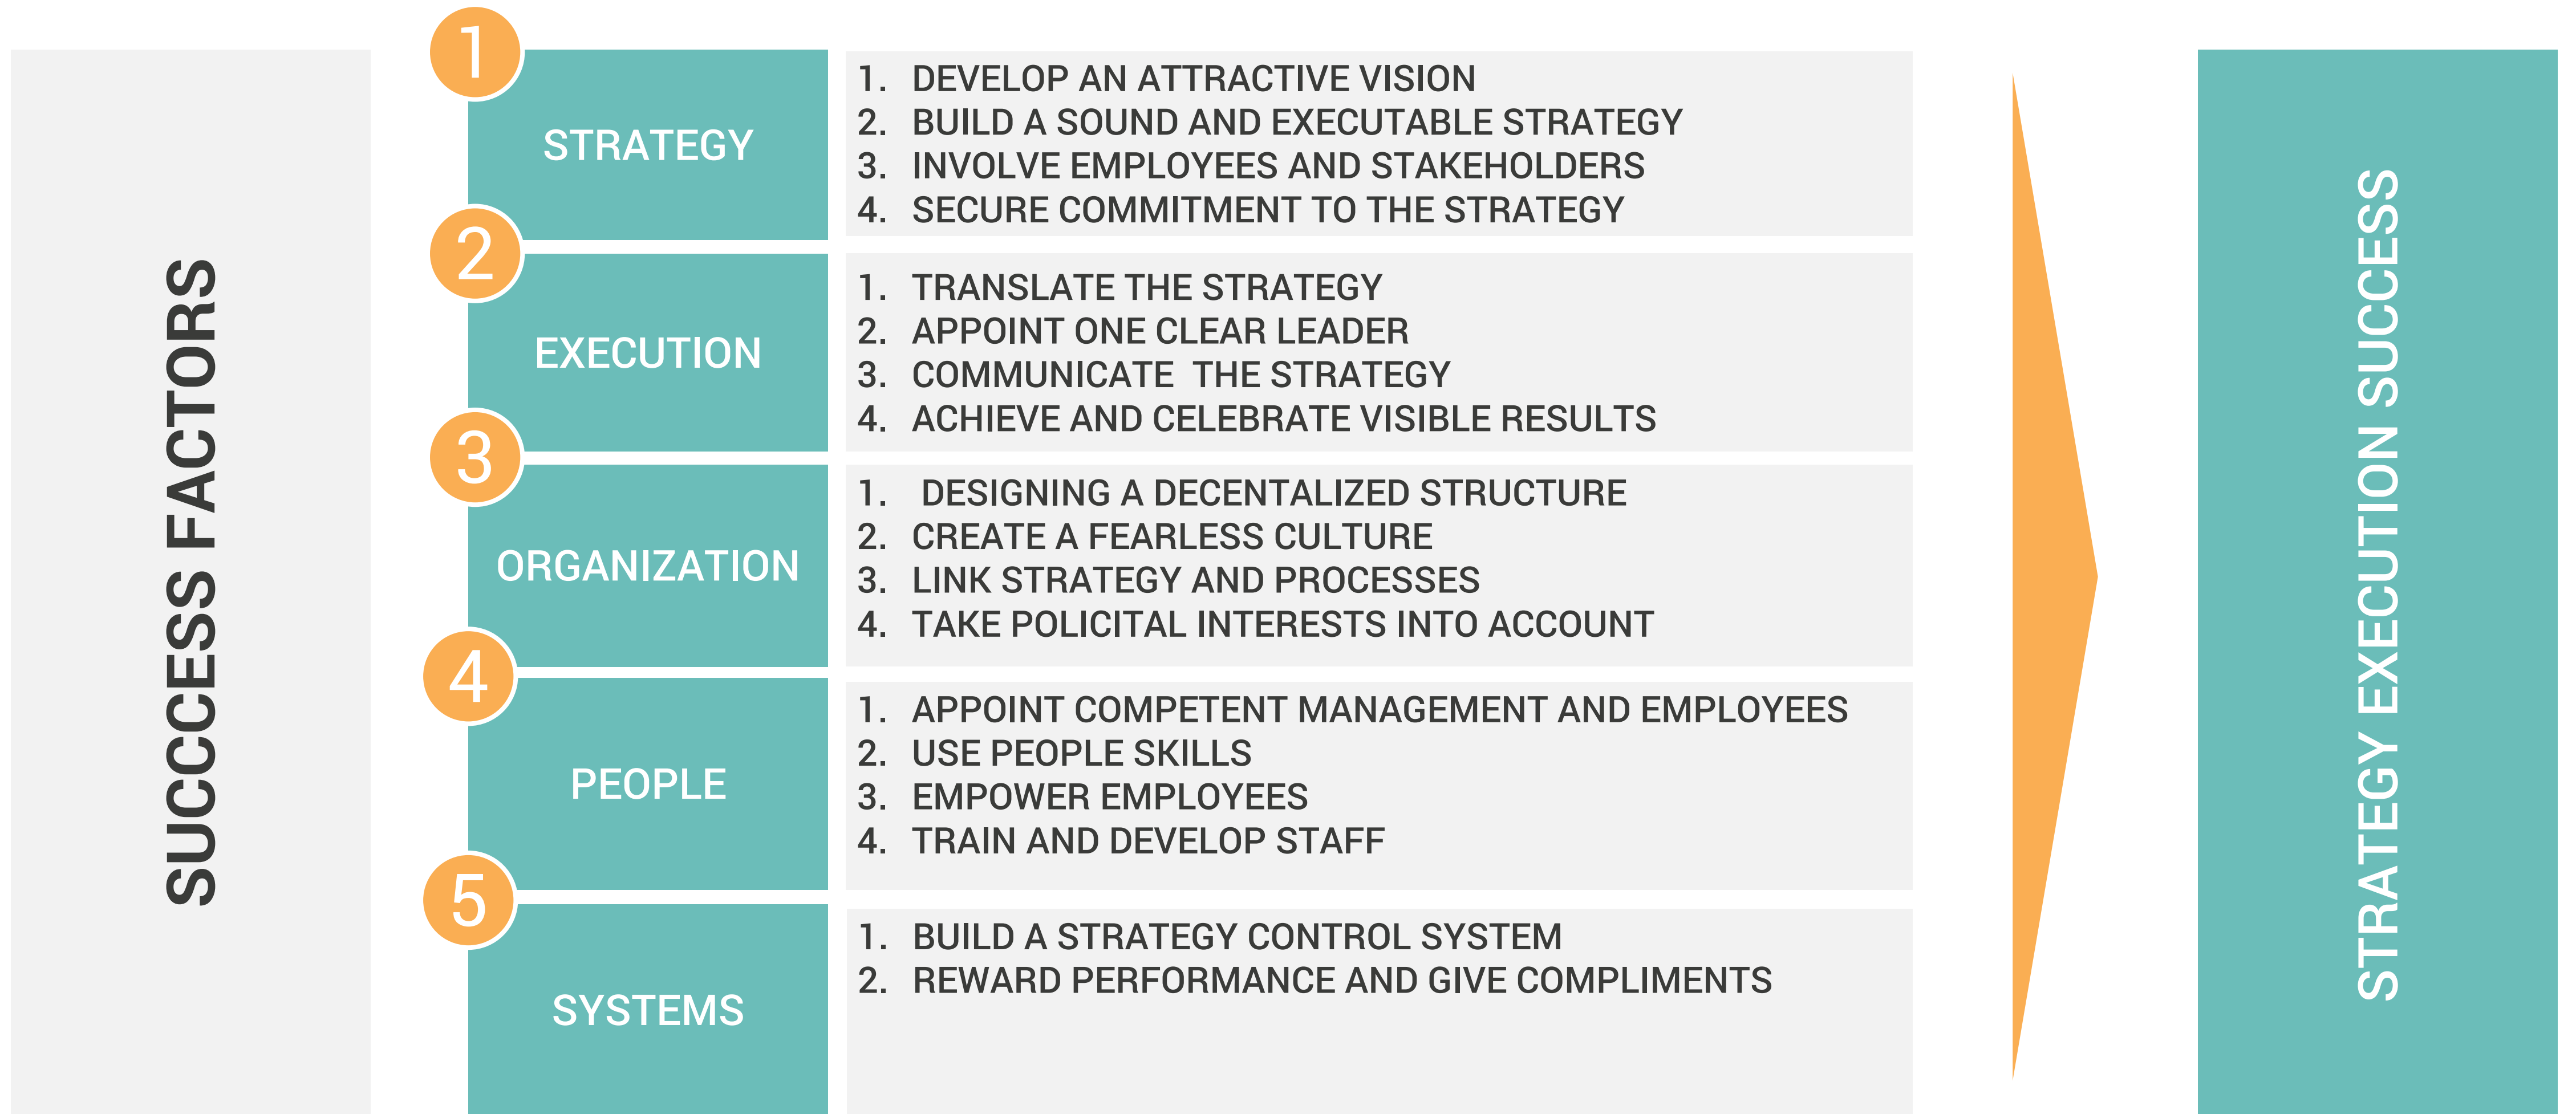 SUCCCESS FACTORS
1
STRATEGY
1. DEVELOP AN ATTRACTIVE VISION
2. BUILD A SOUND AND EXECUTABLE STRATEGY
3. INVOLVE EMPLOYEES AND STAKEHOLDERS
4. SECURE COMMITMENT TO THE STRATEGY
2
EXECUTION
1. TRANSLATE THE STRATEGY
2. APPOINT ONE CLEAR LEADER
3. COMMUNICATE  THE STRATEGY
4. ACHIEVE AND CELEBRATE VISIBLE RESULTS
3
ORGANIZATION
1. DESIGNING A DECENTALIZED STRUCTURE
2. CREATE A FEARLESS CULTURE
3. LINK STRATEGY AND PROCESSES
4. TAKE POLICITAL INTERESTS INTO ACCOUNT
4
PEOPLE
1. APPOINT COMPETENT MANAGEMENT AND EMPLOYEES
2. USE PEOPLE SKILLS
3. EMPOWER EMPLOYEES
4. TRAIN AND DEVELOP STAFF
5
SYSTEMS
1. BUILD A STRATEGY CONTROL SYSTEM
2. REWARD PERFORMANCE AND GIVE COMPLIMENTS
STRATEGY EXECUTION SUCCESS